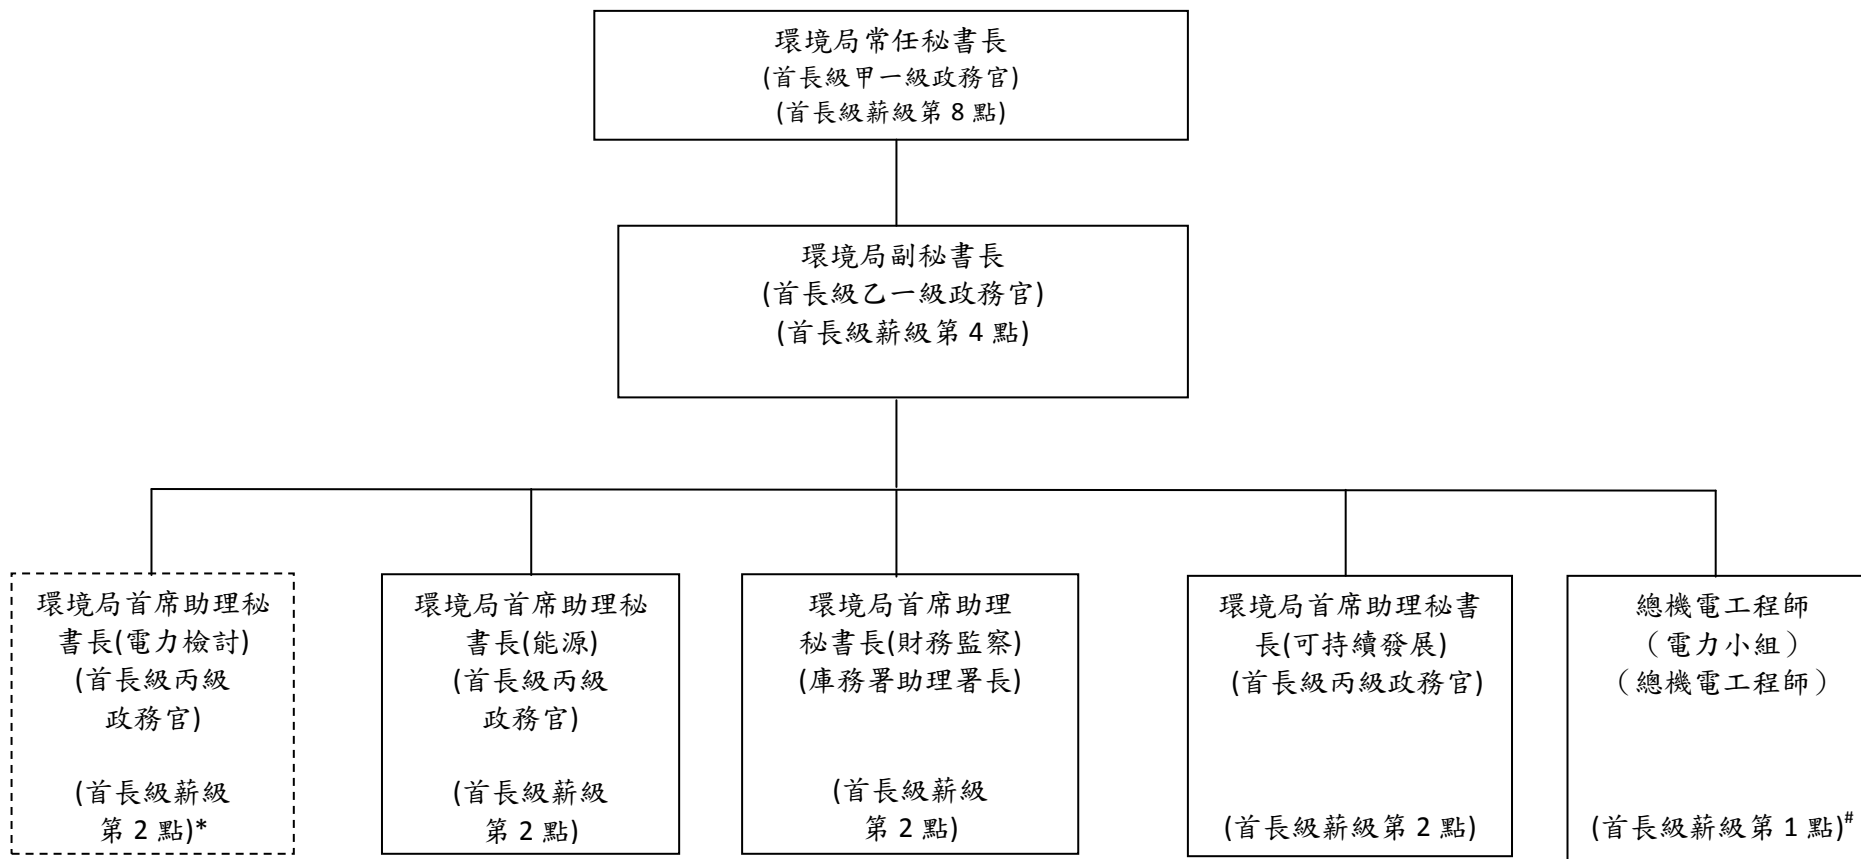 環境局常任秘書長
(首長級甲一級政務官)
(首長級薪級第 8 點)
環境局副秘書長
(首長級乙一級政務官)
(首長級薪級第 4 點)
環境局首席助理秘
書長(電力檢討)
(首長級丙級
政務官)
(首長級薪級
第 2 點)*
環境局首席助理秘
書長(能源)
(首長級丙級
政務官)
(首長級薪級
第 2 點)
環境局首席助理
秘書長(財務監察)
(庫務署助理署長)
(首長級薪級
第 2 點)
環境局首席助理秘書
長(可持續發展)
(首長級丙級政務官)
(首長級薪級第 2 點)
總機電工程師
（電力小組）
（總機電工程師）
(首長級薪級第 1 點)#